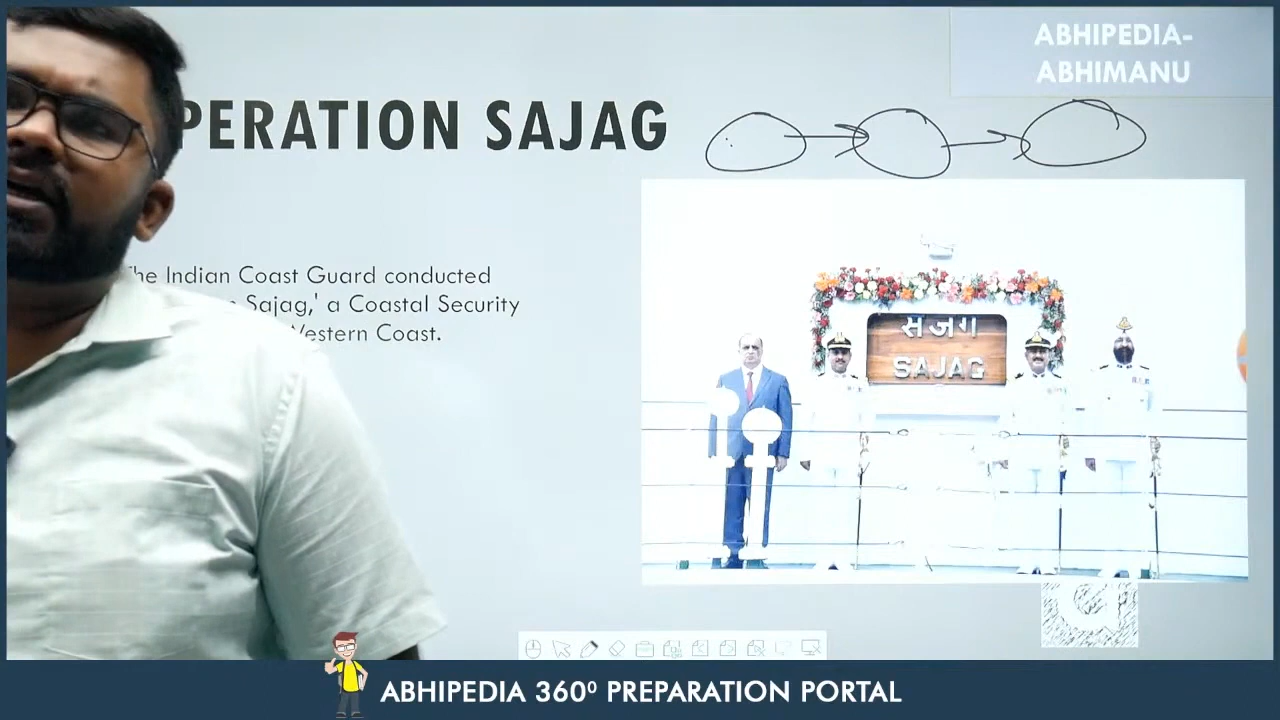 ABHIPEDIA-
ABHIMANU
PERATION SAJAG
he Indian Coast Guard conducted
Sajag,' a Coastal Security
estern Coast.
सजग
SAJAG
ABHIPEDIA 360⁰ PREPARATION PORTAL